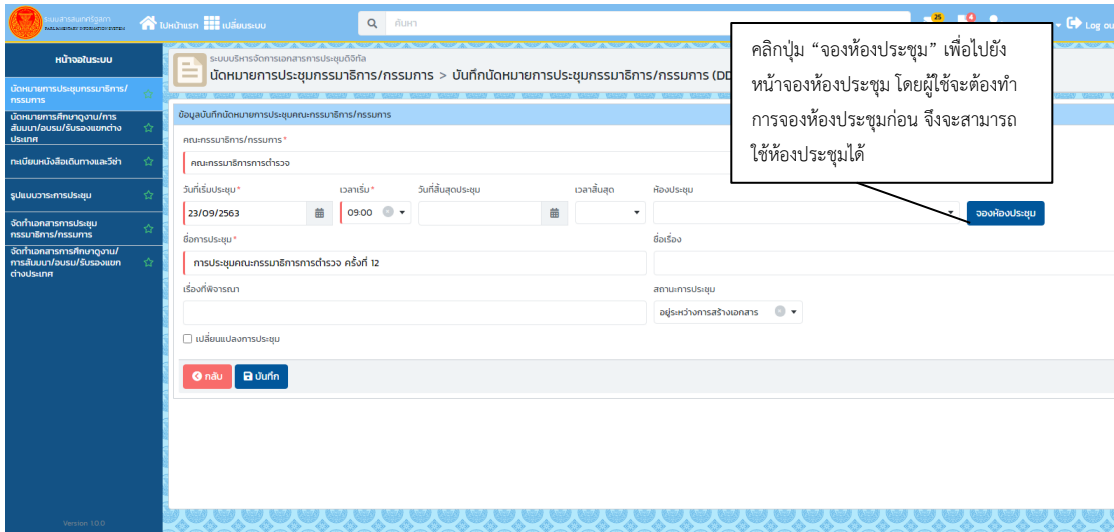 ระบบสารสนเทศรัฐสภา
PARLIAMENTARY INFORMATION SYSTEM
ไปหน้าแรก เปลี่ยนระบบ
ค้นหา
25
4
Log ou
หน้าจอในระบบ
นัดหมายการประชุมกรรมาธิการ/
กรรมการ
นัดหมายการศึกษาดูงาน/การ
สัมมนา/อบรม/รับรองแขกต่าง
ประเทศ
ทะเบียนหนังสือเดินทางและวีซ่า
รูปแบบวาระการประชุม
จัดทำเอกสารการประชุม
กรรมาธิการ/กรรมการ
จัดทำเอกสารการศึกษาดูงาน/
การสัมมนา/อบรม/รับรองแขก
ต่างประเทศ
Version 1.0.0
ระบบบริหารจัดการเอกสารการประชุมดิจิทัล
นัดหมายการประชุมกรรมาธิการ/กรรมการ > บันทึกนัดหมายการประชุมกรรมาธิการ/กรรมการ (DD
คลิกปุ่ม “จองห้องประชุม” เพื่อไปยัง
หน้าจองห้องประชุม โดยผู้ใช้จะต้องทำ
การจองห้องประชุมก่อน จึงจะสามารถ
ใช้ห้องประชุมได้
ข้อมูลบันทึกนัดหมายการประชุมคณะกรรมาธิการ/กรรมการ
คณะกรรมาธิการ/กรรมการ *
คณะกรรมาธิการการตำรวจ
วันที่เริ่มประชุม * เวลาเริ่ม * วันที่สิ้นสุดประชุม เวลาสิ้นสุด ห้องประชุม
23/09/2563 09:00 จองห้องประชุม
ชื่อการประชุม * ชื่อเรื่อง
การประชุมคณะกรรมาธิการการตำรวจ ครั้งที่ 12
เรื่องที่พิจารณา สถานะการประชุม
อยู่ระหว่างการสร้างเอกสาร
เปลี่ยนแปลงการประชุม
กลับ บันทึก